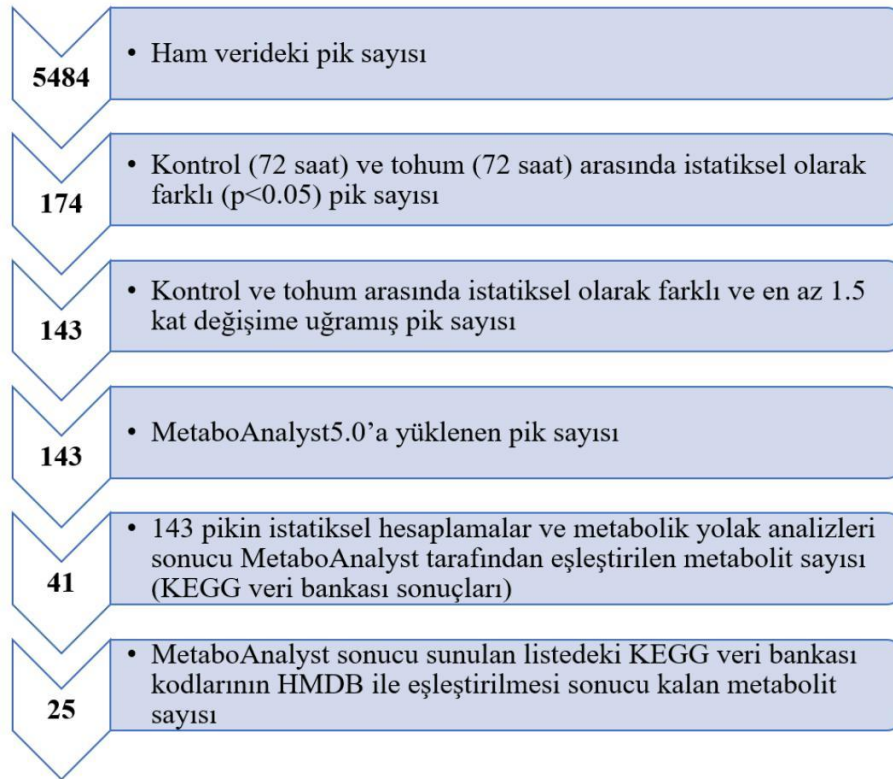 5484
• Ham verideki pik sayısı
174
• Kontrol (72 saat) ve tohum (72 saat) arasında istatiksel olarak
farklı (p<0.05) pik sayısı
143
• Kontrol ve tohum arasında istatiksel olarak farklı ve en az 1.5
kat değişime uğramış pik sayısı
143
• MetaboAnalyst5.0’a yüklenen pik sayısı
41
• 143 pikin istatiksel hesaplamalar ve metabolik yolak analizleri
sonucu MetaboAnalyst tarafından eşleştirilen metabolit sayısı
(KEGG veri bankası sonuçları)
25
• MetaboAnalyst sonucu sunulan listedeki KEGG veri bankası
kodlarının HMDB ile eşleştirilmesi sonucu kalan metabolit
sayısı